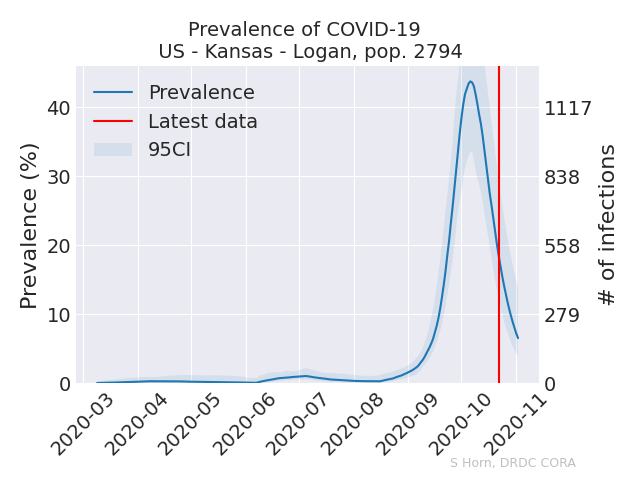 Prevalence of COVID-19
US - Kansas - Logan, pop. 2794
Prevalence
Latest data
95CI
Prevalence (%)
40
30
20
10
0
# of infections
1117
838
558
279
0
2020-03
2020-04
2020-05
2020-06
2020-07
2020-08
2020-09
2020-10
2020-11
S Horn, DRDC CORA